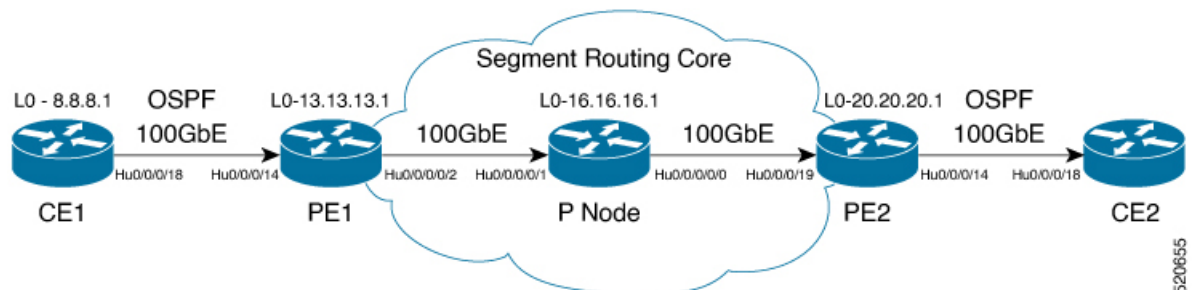 Segment Routing Core
L0 - 8.8.8.1 OSPF L0-13.13.13.1 L0-16.16.16.1 L0-20.20.20.1 OSPF
100GbE 100GbE 100GbE 100GbE
Hu0/0/0/18 Hu0/0/0/14 Hu0/0/0/0/2 Hu0/0/0/0/1 Hu0/0/0/0/0 Hu0/0/0/19 Hu0/0/0/14 Hu0/0/0/18
CE1 PE1 P Node PE2 CE2
520655